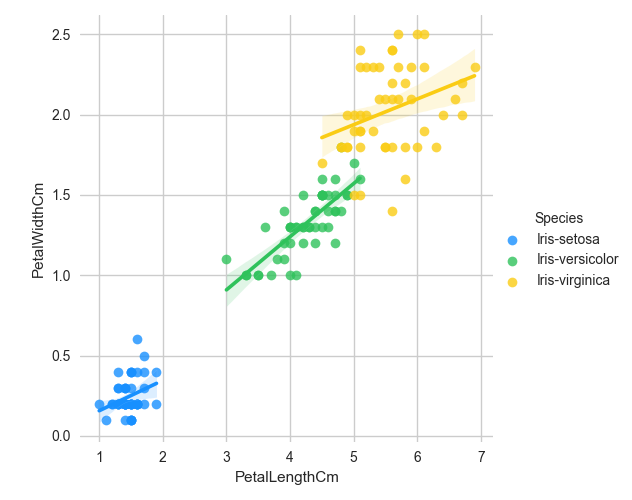 2.5
2.0
1.5
1.0
0.5
0.0
PetalWidthCm
1 2 3 4 5 6 7
PetalLengthCm
Species
Iris-setosa
Iris-versicolor
Iris-virginica